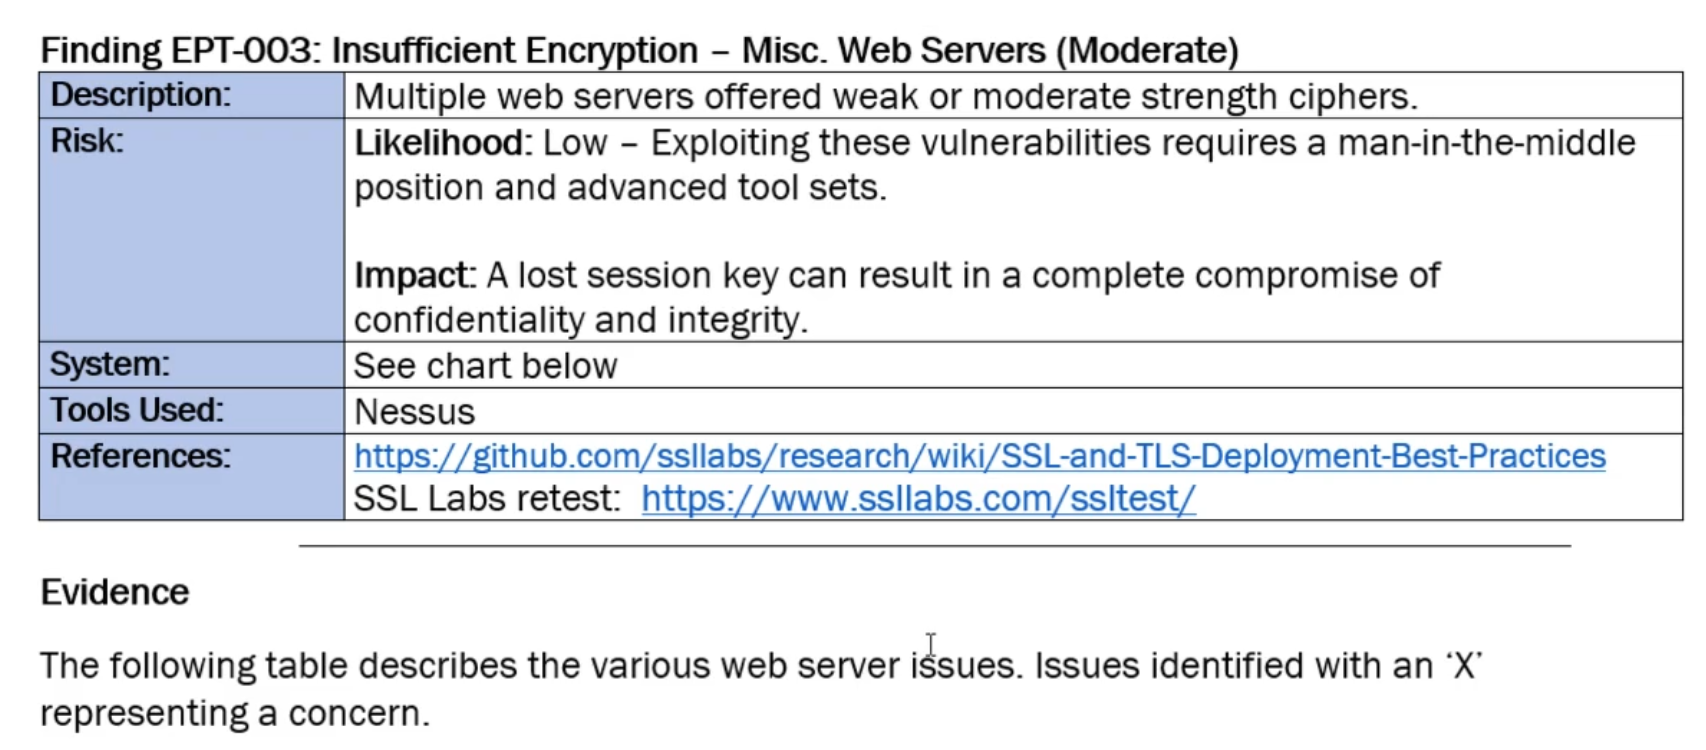 Finding EPT-003: Insufficient Encryption – Misc. Web Servers (Moderate)
Description:
Multiple web servers offered weak or moderate strength ciphers.
Risk:
Likelihood: Low – Exploiting these vulnerabilities requires a man-in-the-middle
position and advanced tool sets.
Impact: A lost session key can result in a complete compromise of
confidentiality and integrity.
System:
See chart below
Tools Used:
Nessus
References:
https://github.com/ssllabs/research/wiki/SSL-and-TLS-Deployment-Best-Practices
SSL Labs retest: https://www.ssllabs.com/ssltest/
Evidence
The following table describes the various web server issues. Issues identified with an ‘X’
representing a concern.